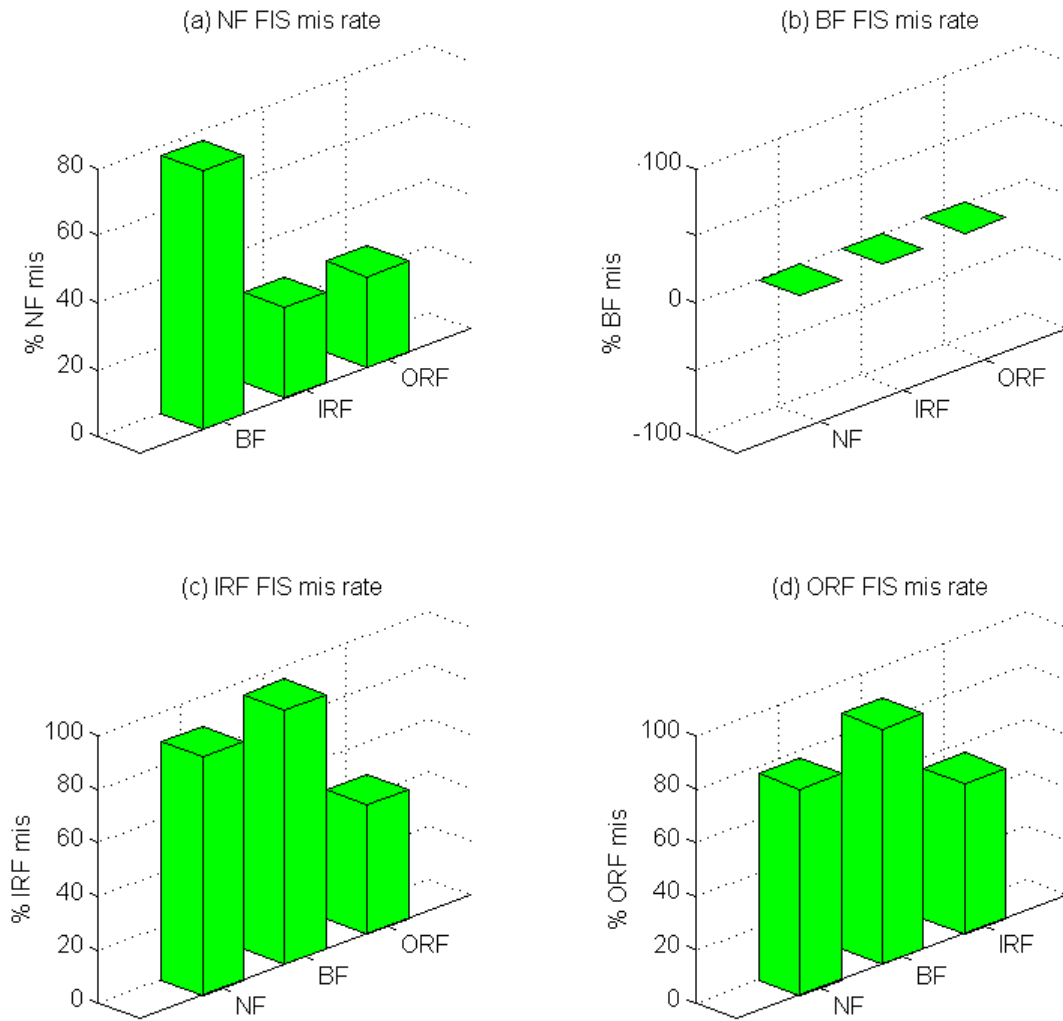 (a) NF FIS mis rate
% NF mis
80
60
40
20
0
BF
IRF
ORF
(b) BF FIS mis rate
% BF mis
100
0
-100
NF
IRF
ORF
(c) IRF FIS mis rate
% IRF mis
100
80
60
40
20
0
NF
BF
ORF
(d) ORF FIS mis rate
% ORF mis
100
80
60
40
20
0
NF
BF
IRF